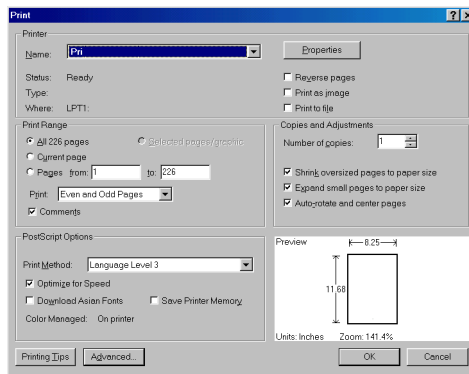 Print
Printer
Name: Pri
Properties
Status: Ready
Type:
Where: LPT1:
Reverse pages
Print as image
Print to file
Print Range
All 226 pages
Selected pages/graphic
Current page
Pages from: 1 to: 226
Print: Even and Odd Pages
Comments
Copies and Adjustments
Number of copies: 1
Shrink oversized pages to paper size
Expand small pages to paper size
Auto-rotate and center pages
PostScript Options
Print Method: Language Level 3
Optimize for Speed
Download Asian Fonts
Save Printer Memory
Color Managed: On printer
Preview
8.25
11.68
Units: Inches Zoom: 141.4%
Printing Tips
Advanced...
OK
Cancel